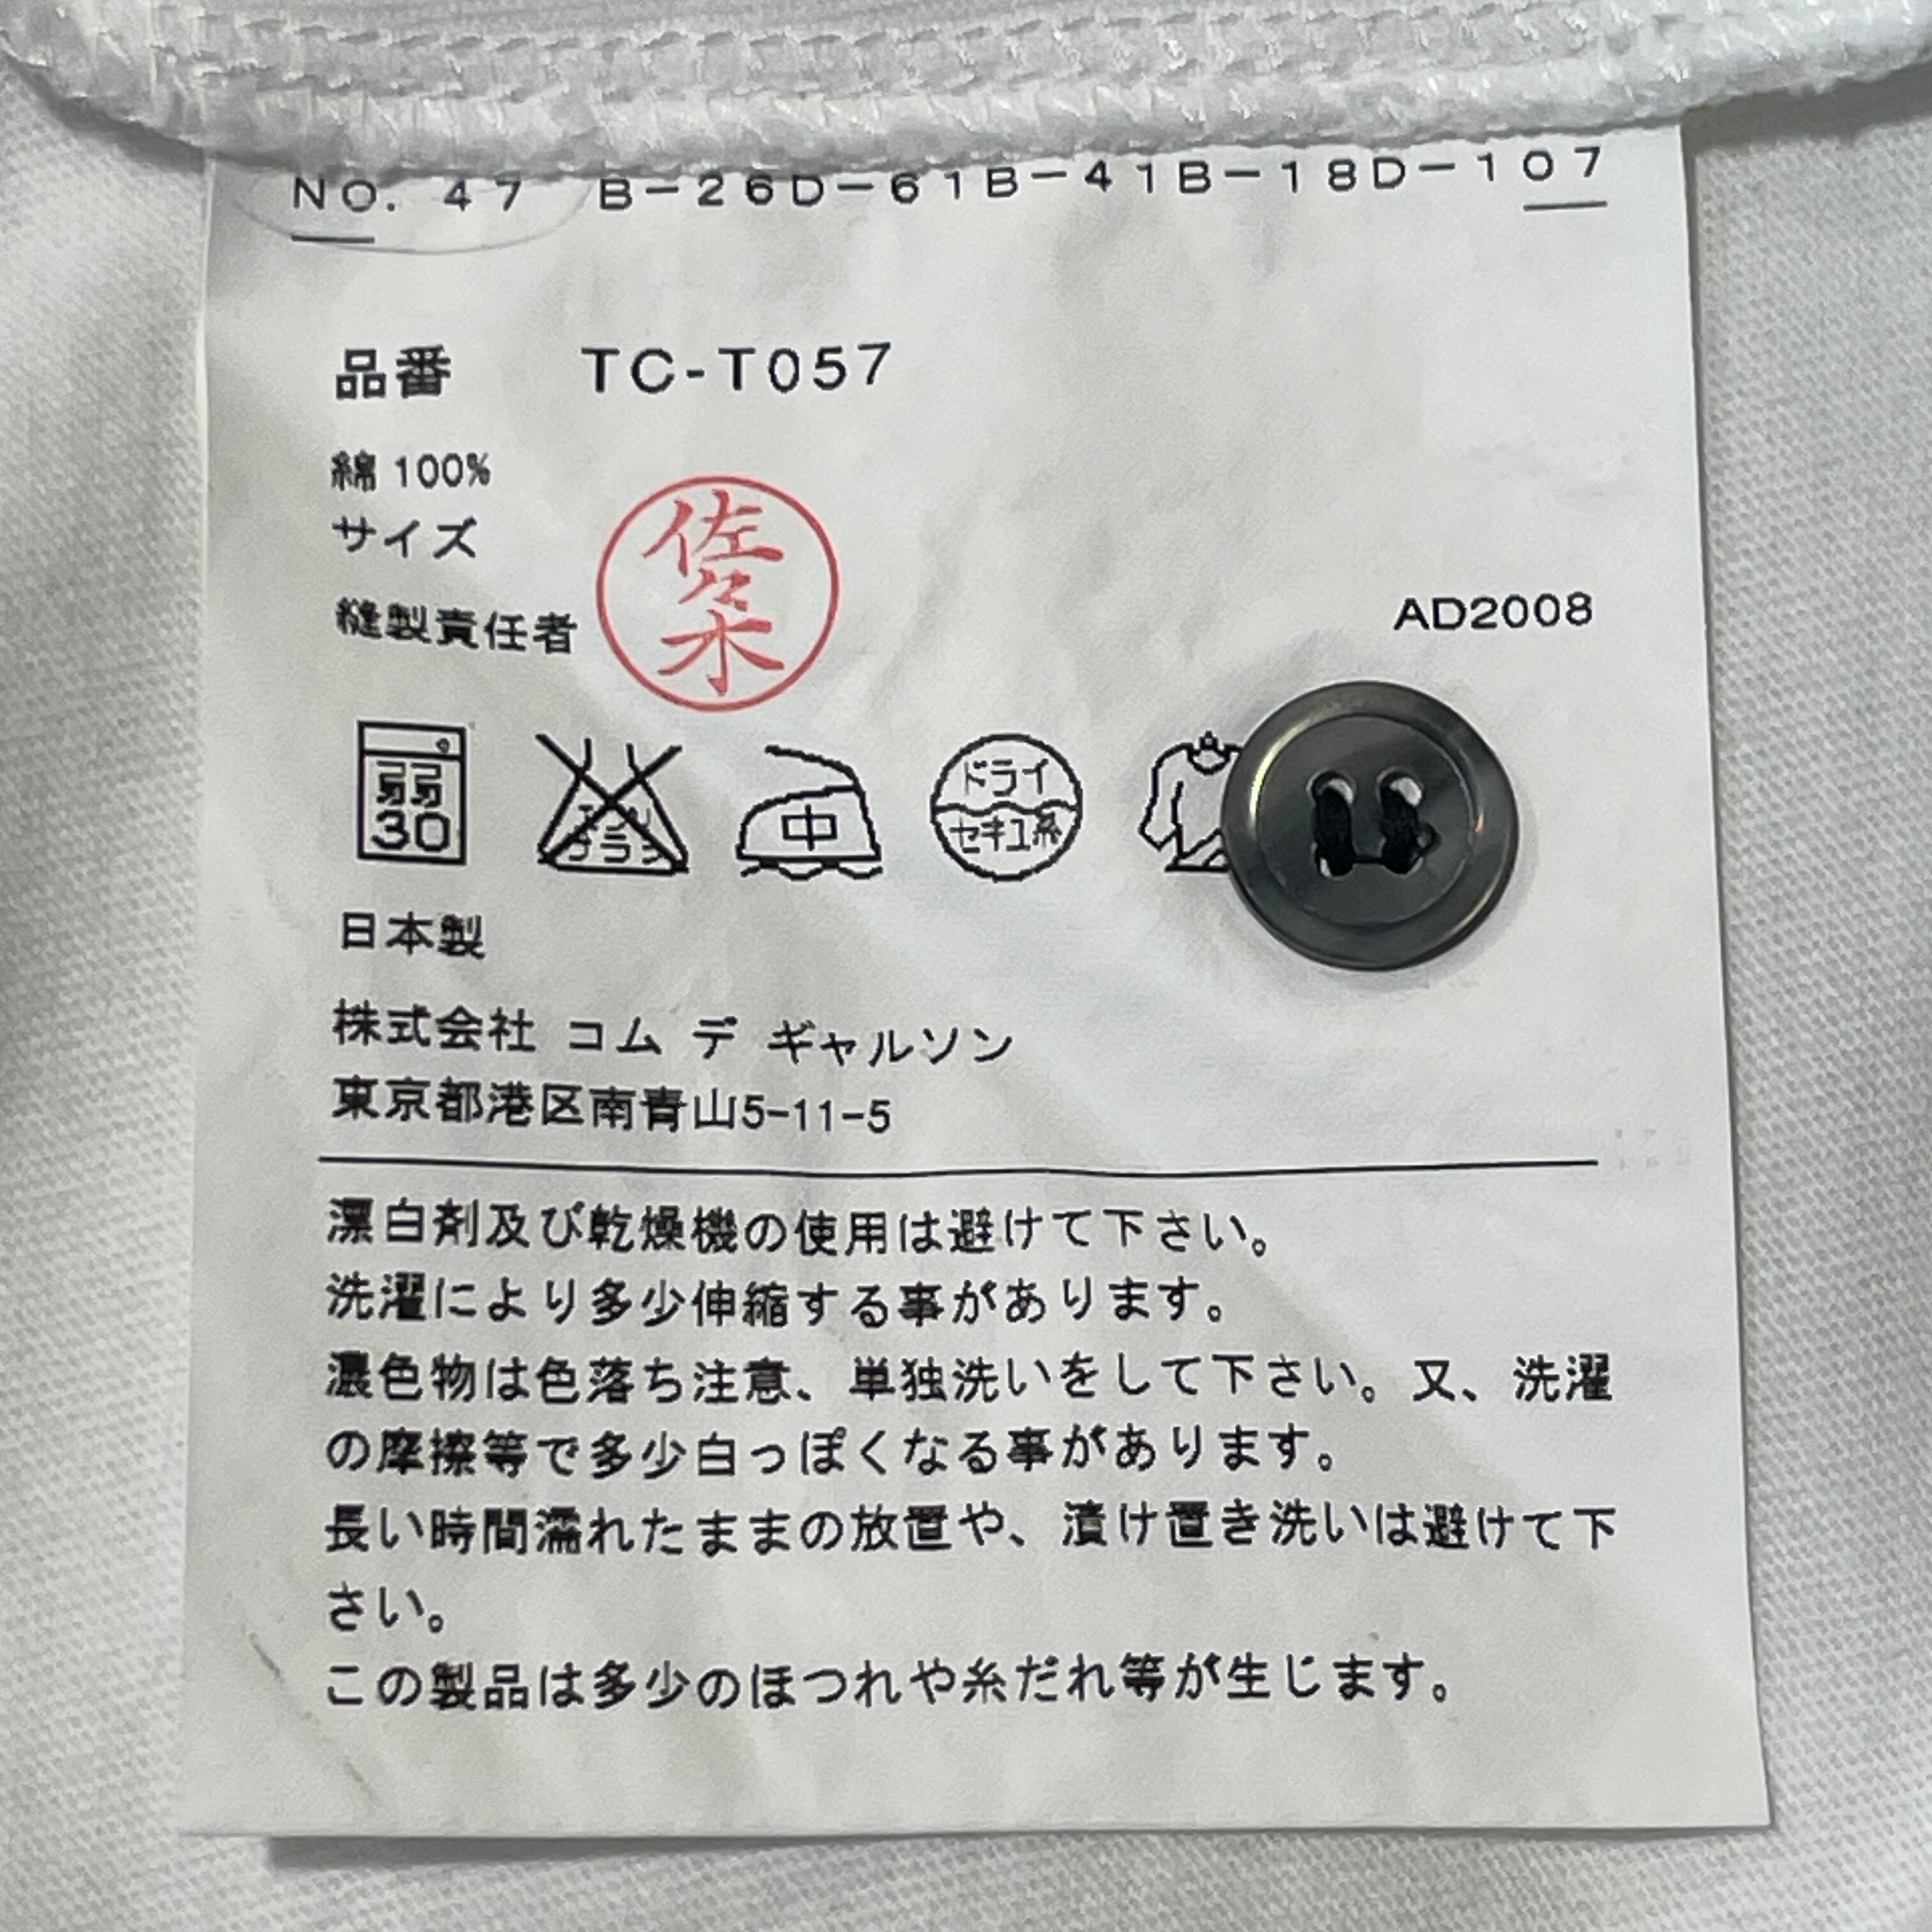 NO. 47 B-26D-61B-41B-18D-107
品番 TC-T057
綿 100%
サイズ
縫製責任者 佐々木
AD2008
弱 30
エンソ サラシ
中
ドライ セキユ系
日本製
株式会社 コム デ ギャルソン
東京都港区南青山5-11-5
漂白剤及び乾燥機の使用は避けて下さい。
洗濯により多少伸縮する事があります。
濃色物は色落ち注意、単独洗いをして下さい。又、洗濯
の摩擦等で多少白っぽくなる事があります。
長い時間濡れたままの放置や、漬け置き洗いは避けて下
さい。
この製品は多少のほつれや糸だれ等が生じます。